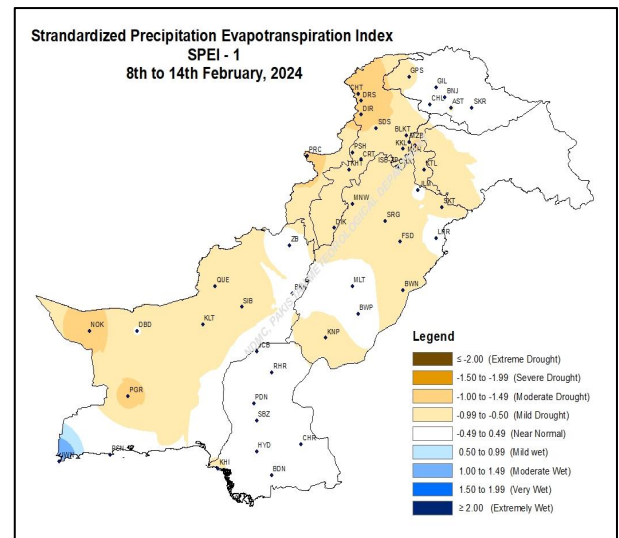 Strandardized Precipitation Evapotranspiration Index
SPEI - 1
8th to 14th February, 2024
GPS
GIL
BNJ
CHL
AST
SKR
CHT
DRS
DIR
SDS
BLKT
MZF
KKL
PRC
PSH
CRT
KTL
JLM
MNW
SKT
DIK
SRG
FSD
LHR
ZB
QUE
SIB
MLT
BWN
BWP
NOK
DBD
KLT
KNP
JCB
RHR
PGR
PDN
SBZ
HYD
CHR
KHI
BDN
Legend
≤ -2.00 (Extreme Drought)
-1.50 - -1.99 (Severe Drought)
-1.00 - -1.49 (Moderate Drought)
-0.99 - -0.50 (Mild Drought)
-0.49 to 0.49 (Near Normal)
0.50 to 0.99 (Mild wet)
1.00 to 1.49 (Moderate Wet)
1.50 to 1.99 (Very Wet)
≥ 2.00 (Extremely Wet)